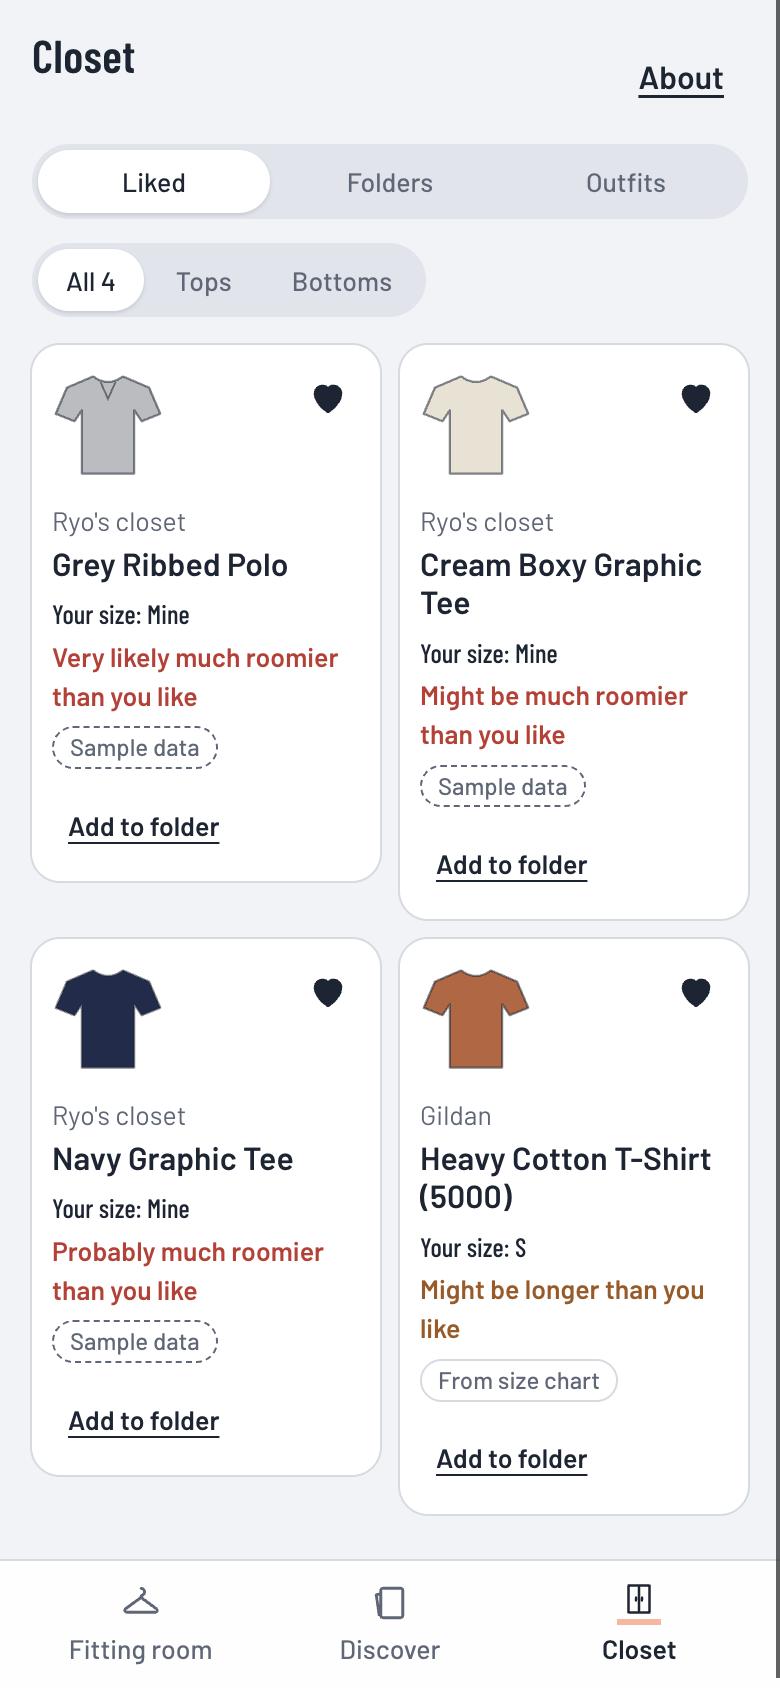 Closet
About
Liked
Folders
Outfits
All 4
Tops
Bottoms
Ryo's closet
Grey Ribbed Polo
Your size: Mine
Very likely much roomier
than you like
Sample data
Add to folder
Ryo's closet
Cream Boxy Graphic
Tee
Your size: Mine
Might be much roomier
than you like
Sample data
Add to folder
Ryo's closet
Navy Graphic Tee
Your size: Mine
Probably much roomier
than you like
Sample data
Add to folder
Gildan
Heavy Cotton T-Shirt
(5000)
Your size: S
Might be longer than you
like
From size chart
Add to folder
Fitting room
Discover
Closet